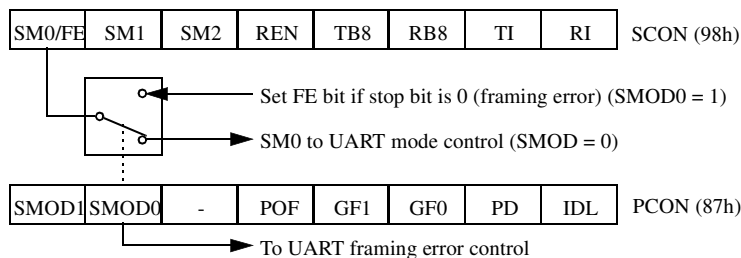 SM0/FE SM1 SM2 REN TB8 RB8 TI RI SCON (98h)
Set FE bit if stop bit is 0 (framing error) (SMOD0 = 1)
SM0 to UART mode control (SMOD = 0)
SMOD1 SMOD0 - POF GF1 GF0 PD IDL PCON (87h)
To UART framing error control